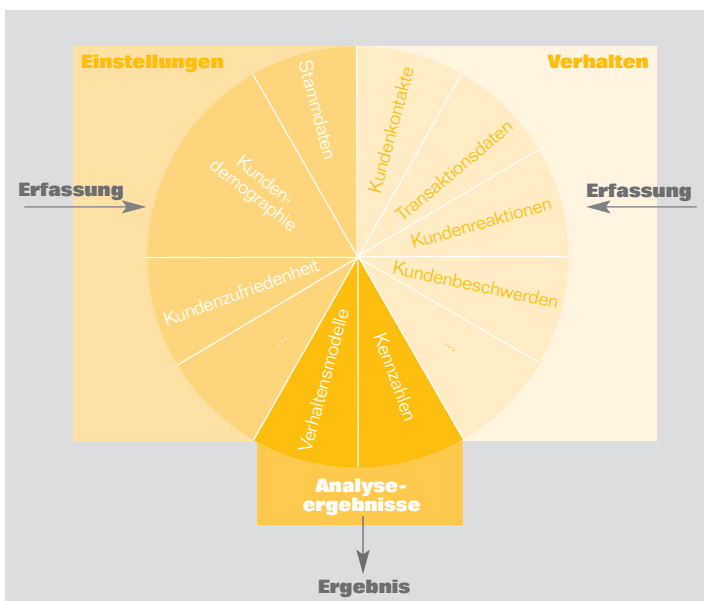 Einstellungen
Verhalten
Stammdaten
Kundenkontakte
Kunden-
demographie
Transaktionsdaten
Erfassung
Erfassung
Kundenreaktionen
Kundenzufriedenheit
Kundenbeschwerden
...
...
Verhaltensmodelle
Kennzahlen
Analyse-
ergebnisse
Ergebnis